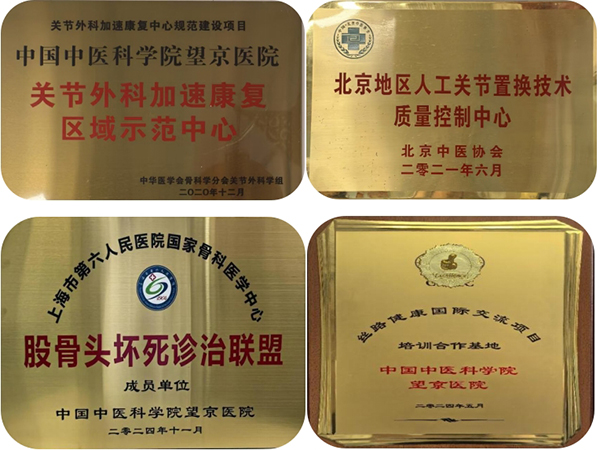 关节外科加速康复中心规范建设项目
中国中医科学院望京医院
关节外科加速康复
区域示范中心
中华医学会骨科学分会关节外科学组
二〇二〇年十二月
北京地区人工关节置换技术
质量控制中心
北京中医协会
二零二一年六月
上海市第六人民医院国家骨科医学中心
股骨头坏死诊治联盟
成员单位
中国中医科学院望京医院
二零二四年十一月
丝路健康国际交流项目
培训合作基地
中国中医科学院
望京医院
二零二四年五月